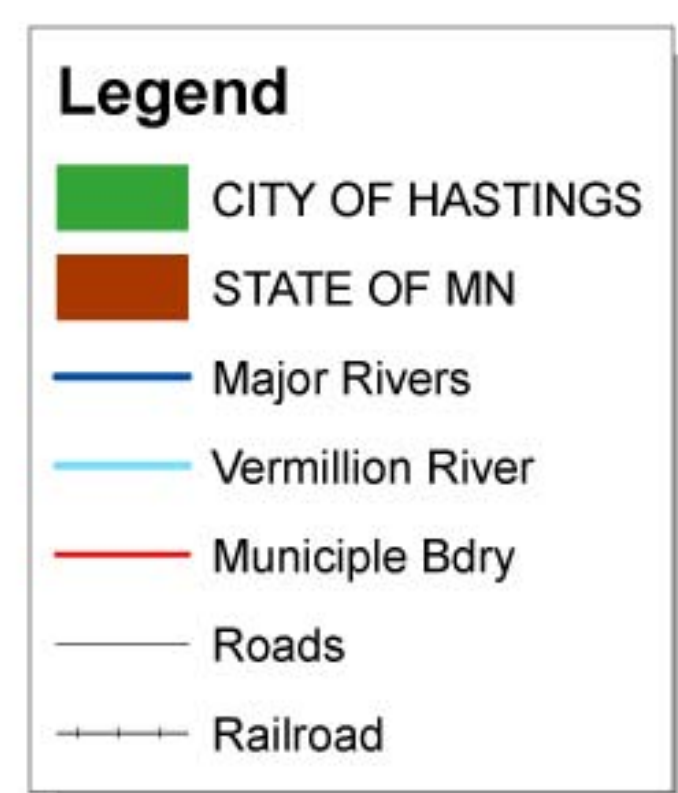 Legend
CITY OF HASTINGS
STATE OF MN
Major Rivers
Vermillion River
Municiple Bdry
Roads
Railroad